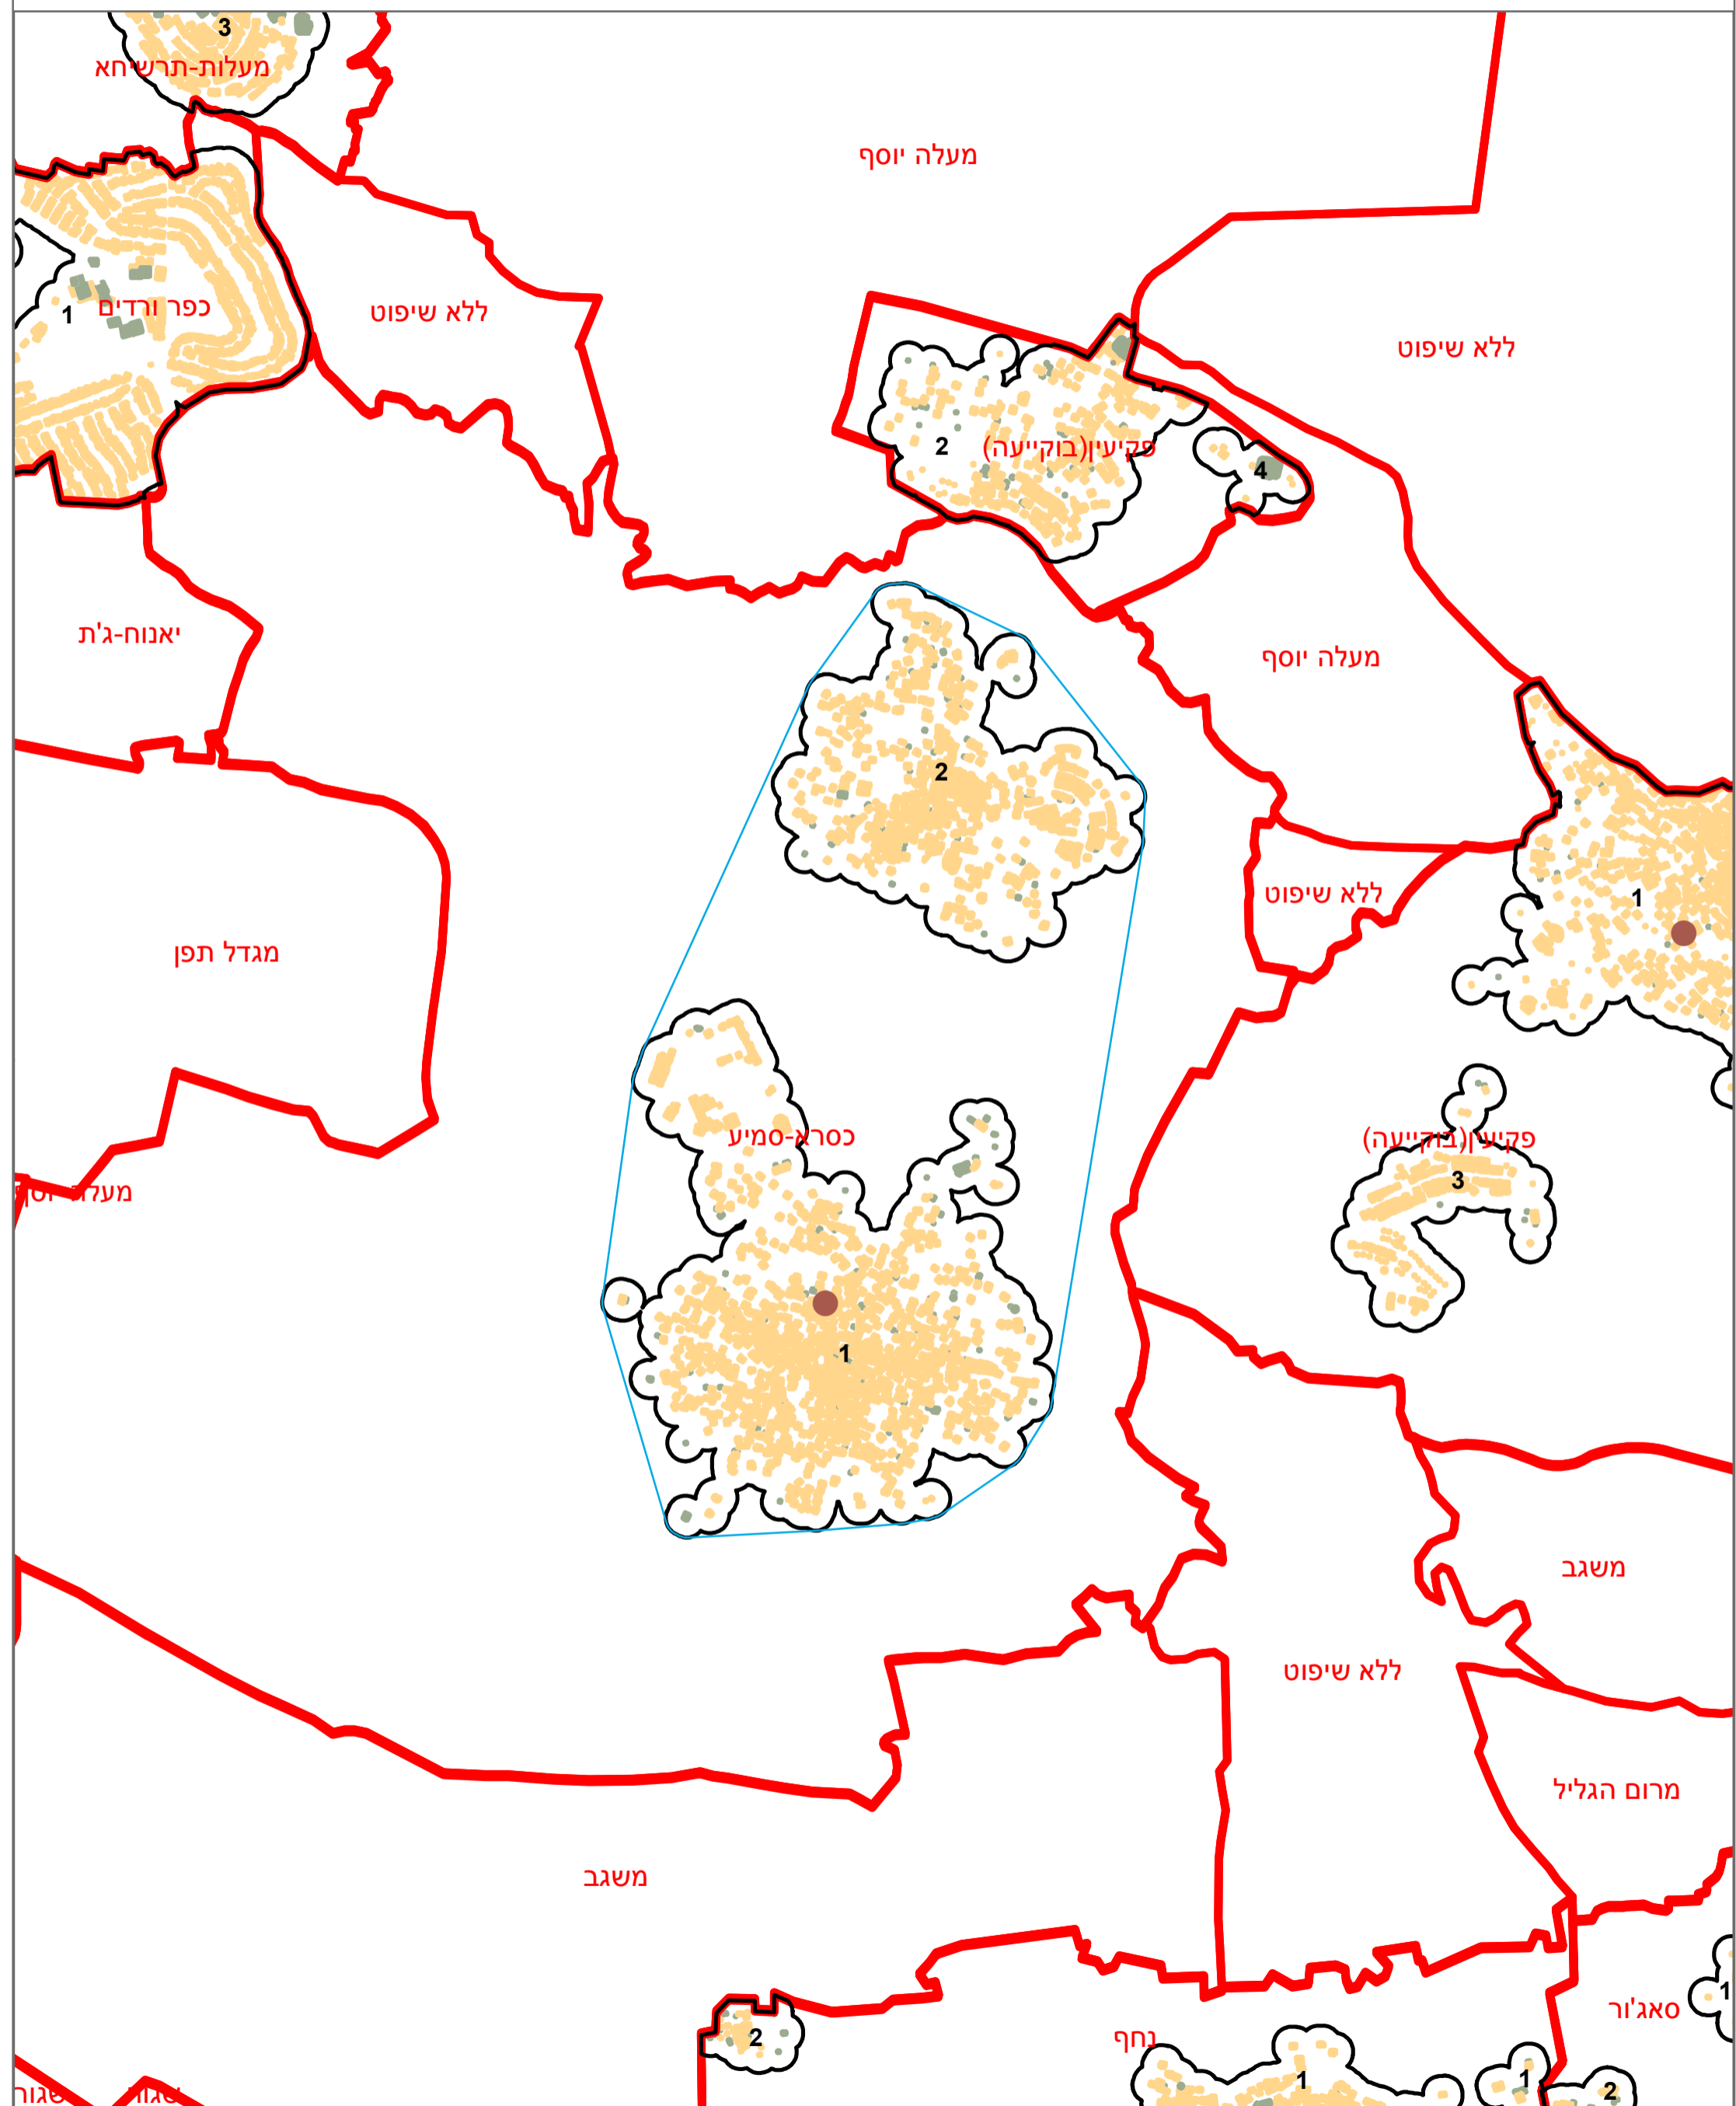 3
מעלות-תרשיחא
מעלה יוסף
כפר ורדים
1
ללא שיפוט
ללא שיפוט
2
פקיעין(בוקייעה)
4
יאנוח-ג'ת
מעלה יוסף
2
ללא שיפוט
1
מגדל תפן
כסרא-סמיע
פקיעין(בוקייעה)
3
מעלה יוסף
1
משגב
ללא שיפוט
מרום הגליל
משגב
1
סאג'ור
2
נחף
1
1
2
שגור
שגור